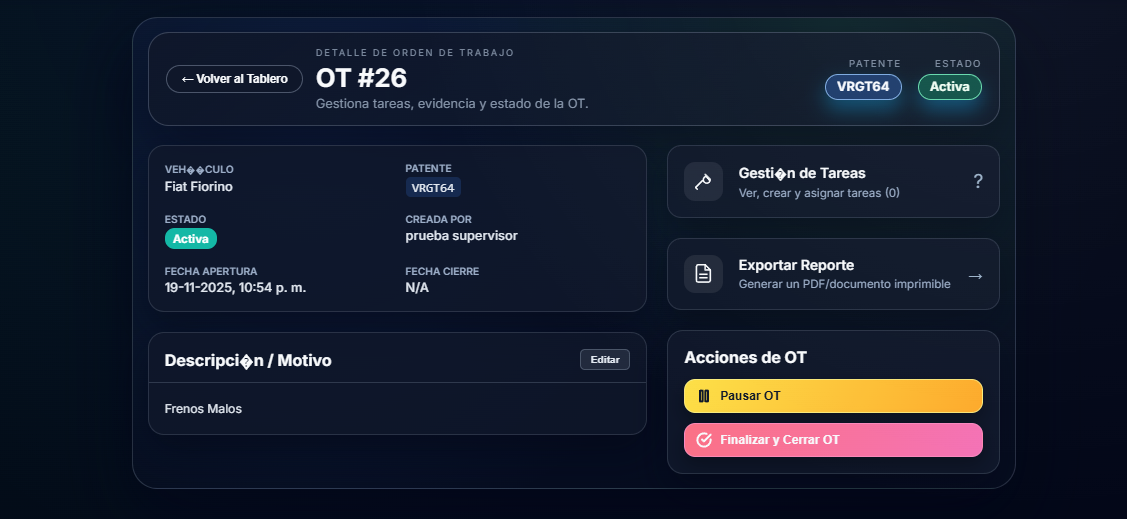 ← Volver al Tablero
DETALLE DE ORDEN DE TRABAJO
OT #26
Gestiona tareas, evidencia y estado de la OT.
PATENTE
VRGT64
ESTADO
Activa
VEH��CULO
Fiat Fiorino
PATENTE
VRGT64
ESTADO
Activa
CREADA POR
prueba supervisor
FECHA APERTURA
19-11-2025, 10:54 p. m.
FECHA CIERRE
N/A
Descripci�n / Motivo
Editar
Frenos Malos
Gesti�n de Tareas
Ver, crear y asignar tareas (0)
?
Exportar Reporte
Generar un PDF/documento imprimible
→
Acciones de OT
Pausar OT
Finalizar y Cerrar OT